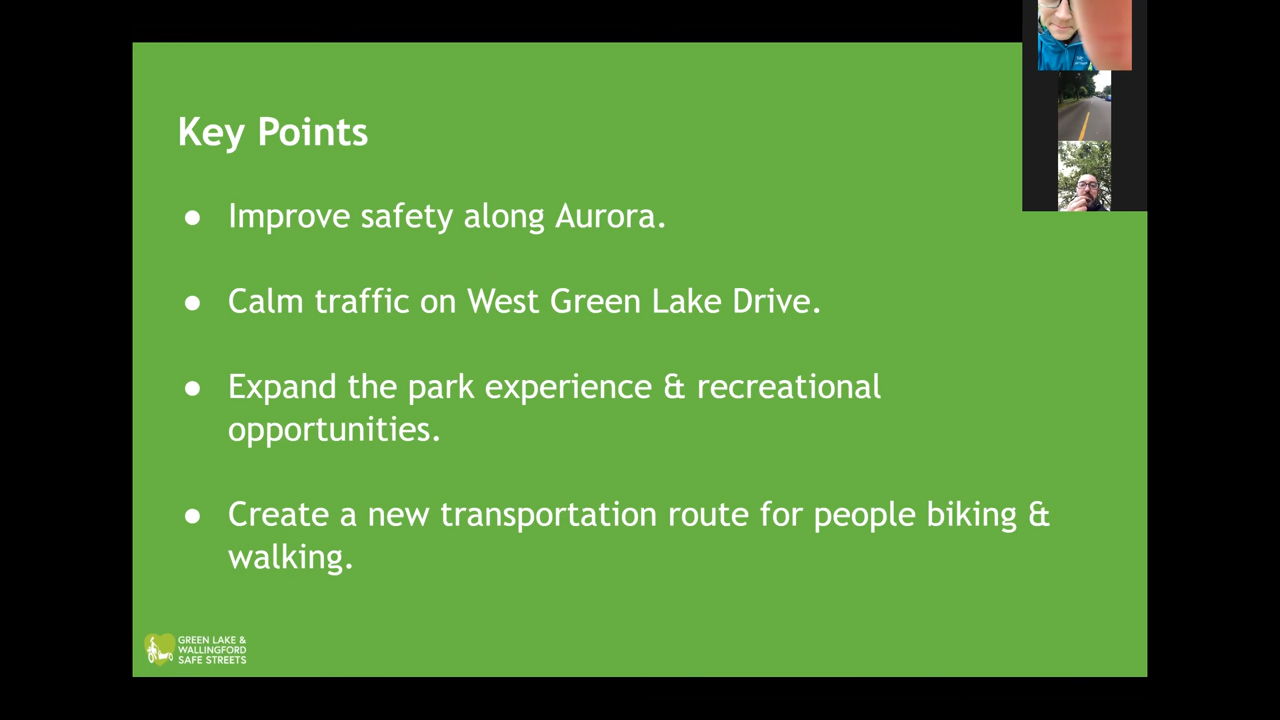 Key Points
● Improve safety along Aurora.
● Calm traffic on West Green Lake Drive.
● Expand the park experience & recreational
opportunities.
● Create a new transportation route for people biking &
walking.
GREEN LAKE &
WALLINGFORD
SAFE STREETS